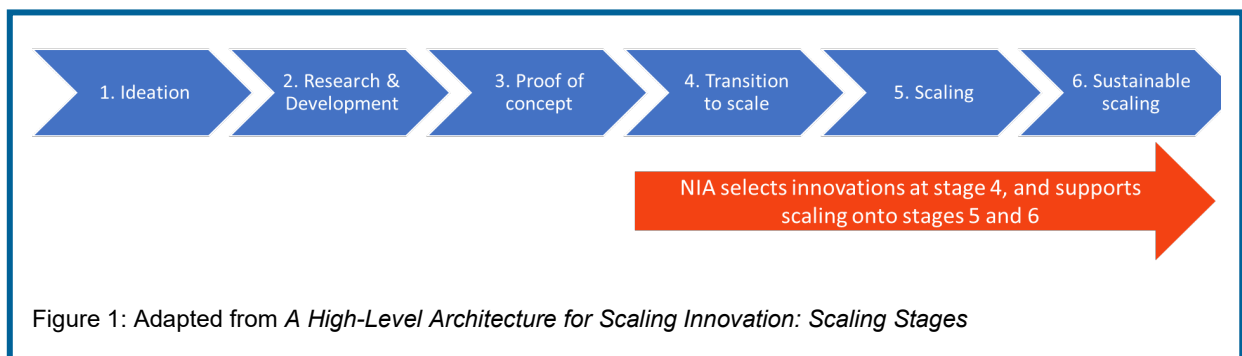 1. Ideation
2. Research &
Development
3. Proof of
concept
4. Transition
to scale
5. Scaling
6. Sustainable
scaling
NIA selects innovations at stage 4, and supports
scaling onto stages 5 and 6
Figure 1: Adapted from A High-Level Architecture for Scaling Innovation: Scaling Stages